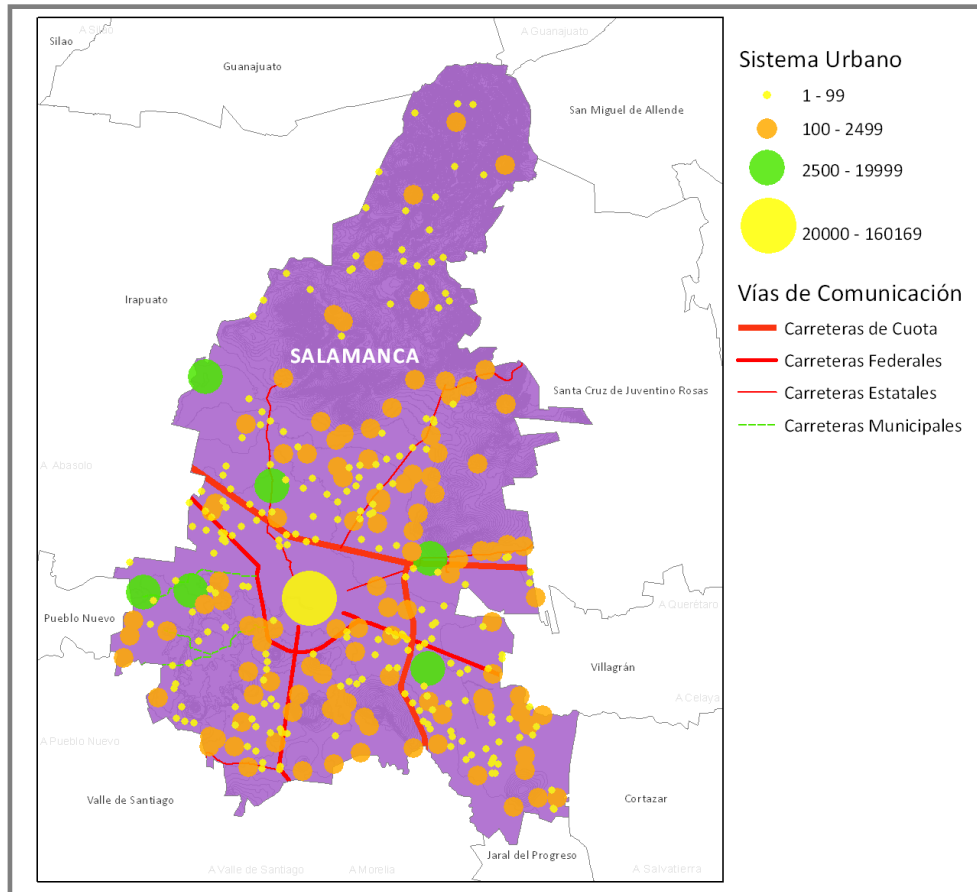 A Silao
Silao
A Guanajuato
Guanajuato
San Miguel de Allende
Irapuato
SALAMANCA
Santa Cruz de Juventino Rosas
A Abasolo
Pueblo Nuevo
A Querétaro
Villagrán
A Celaya
A Pueblo Nuevo
Valle de Santiago
Cortazar
Jaral del Progreso
A Valle de Santiago
A Morelia
A Salvatierra
Sistema Urbano
1 - 99
100 - 2499
2500 - 19999
20000 - 160169
Vías de Comunicación
Carreteras de Cuota
Carreteras Federales
Carreteras Estatales
Carreteras Municipales